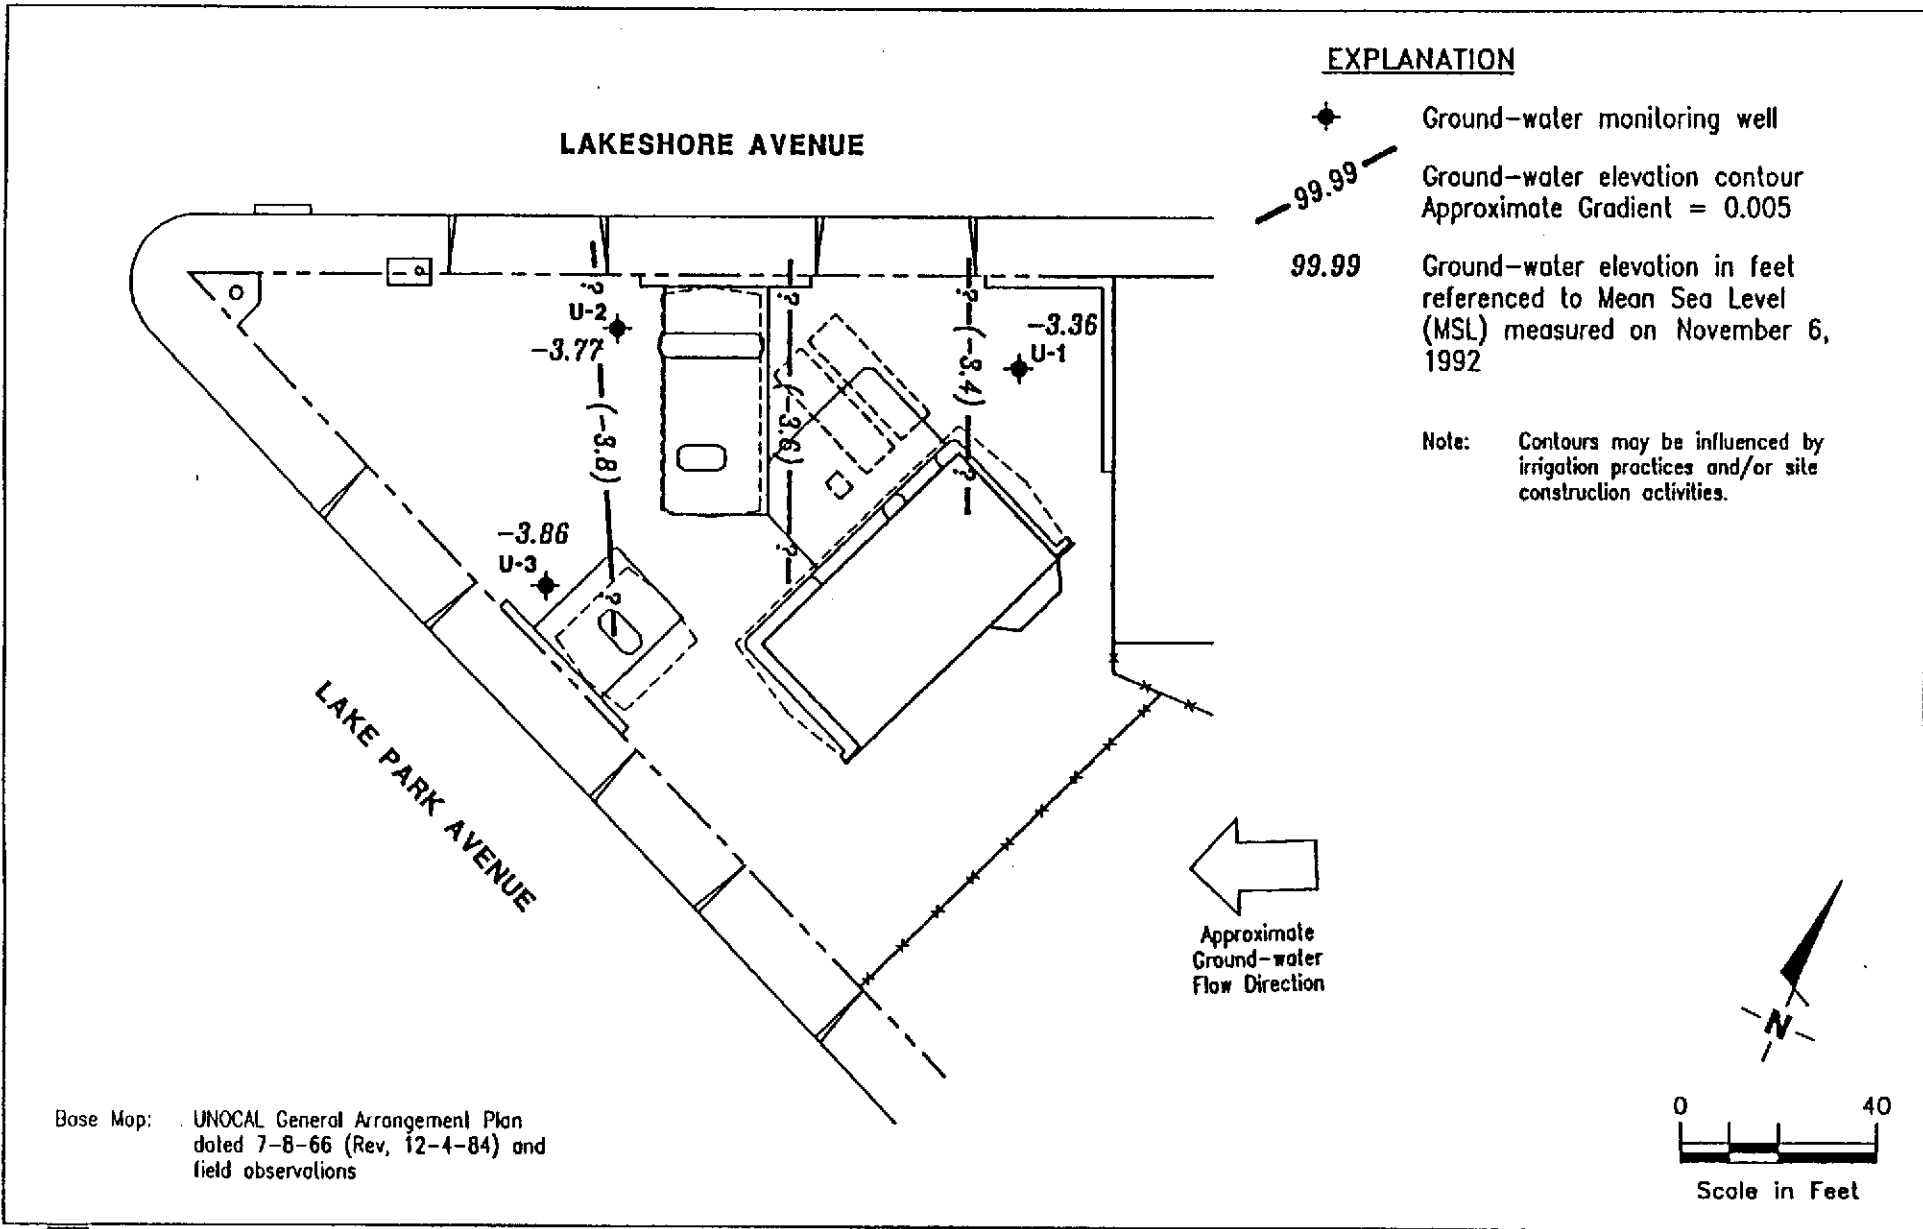 EXPLANATION
Ground-water monitoring well
99.99
Ground-water elevation contour
Approximate Gradient = 0.005
99.99
Ground-water elevation in feet
referenced to Mean Sea Level
(MSL) measured on November 6,
1992
Note: Contours may be influenced by
irrigation practices and/or site
construction activities.
LAKESHORE AVENUE
?
U-2
-3.77
(-3.8)
?
?
(-3.6)
?
?
(-3.4)
?
-3.36
U-1
-3.86
U-3
LAKE PARK AVENUE
Approximate
Ground-water
Flow Direction
N
0 40
Scale in Feet
Base Map: UNOCAL General Arrangement Plan
dated 7-8-66 (Rev, 12-4-84) and
field observations